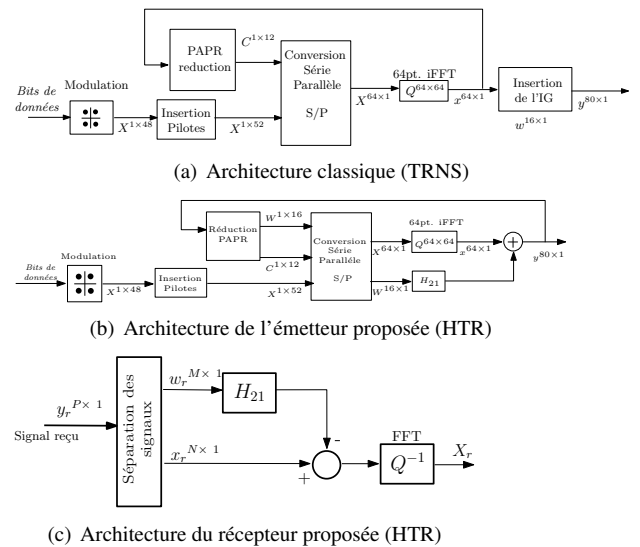 PAPR
reduction
C^{1×12}
Conversion
Série
Parallèle
S/P
Bits de
données
Modulation
X^{1×48}
Insertion
Pilotes
X^{1×52}
X^{64×1}
64pt. iFFT
Q^{64×64}
x^{64×1}
Insertion
de l'IG
w^{16×1}
y^{80×1}
(a) Architecture classique (TRNS)
Réduction
PAPR
W^{1×16}
C^{1×12}
Conversion
Série
Parallèle
S/P
Bits de
données
Modulation
X^{1×48}
Insertion
Pilotes
X^{1×52}
X^{64×1}
64pt. iFFT
Q^{64×64}
x^{64×1}
+
W^{16×1}
H_{21}
y^{80×1}
(b) Architecture de l'émetteur proposée (HTR)
y_r^{P× 1}
Signal reçu
Séparation des
signaux
w_r^{M× 1}
H_{21}
x_r^{N× 1}
-
+
FFT
Q^{-1}
X_r
(c) Architecture du récepteur proposée (HTR)